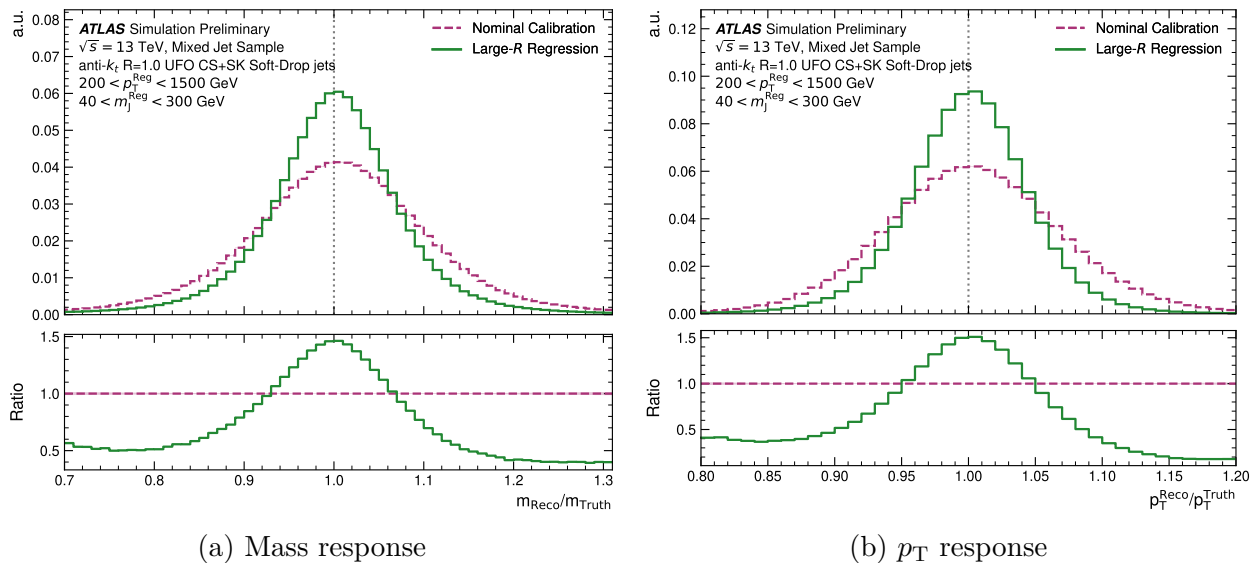 a.u.
0.08
0.07
0.06
0.05
0.04
0.03
0.02
0.01
0.00
ATLAS Simulation Preliminary
√s = 13 TeV, Mixed Jet Sample
anti-kₜ R=1.0 UFO CS+SK Soft-Drop jets
200 < p_T^Reg < 1500 GeV
40 < m_J^Reg < 300 GeV
Nominal Calibration
Large-R Regression
Ratio
1.5
1.0
0.5
0.7 0.8 0.9 1.0 1.1 1.2 1.3
m_Reco/m_Truth
(a) Mass response
a.u.
0.12
0.10
0.08
0.06
0.04
0.02
0.00
ATLAS Simulation Preliminary
√s = 13 TeV, Mixed Jet Sample
anti-kₜ R=1.0 UFO CS+SK Soft-Drop jets
200 < p_T^Reg < 1500 GeV
40 < m_J^Reg < 300 GeV
Nominal Calibration
Large-R Regression
Ratio
1.5
1.0
0.5
0.80 0.85 0.90 0.95 1.00 1.05 1.10 1.15 1.20
p_T^Reco/p_T^Truth
(b) p_T response